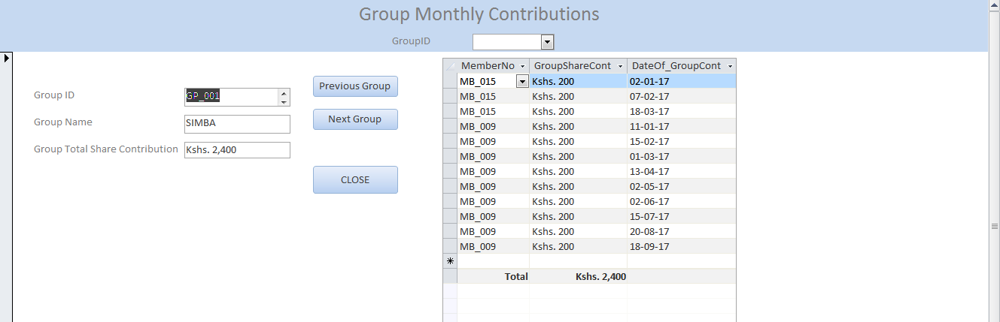 Group Monthly Contributions
GroupID
Group ID GP_001
Group Name SIMBA
Group Total Share Contribution Kshs. 2,400
Previous Group
Next Group
CLOSE
MemberNo GroupShareCont DateOf_GroupCont
MB_015 Kshs. 200 02-01-17
MB_015 Kshs. 200 07-02-17
MB_015 Kshs. 200 18-03-17
MB_009 Kshs. 200 11-01-17
MB_009 Kshs. 200 15-02-17
MB_009 Kshs. 200 01-03-17
MB_009 Kshs. 200 13-04-17
MB_009 Kshs. 200 02-05-17
MB_009 Kshs. 200 02-06-17
MB_009 Kshs. 200 15-07-17
MB_009 Kshs. 200 20-08-17
MB_009 Kshs. 200 18-09-17
Total Kshs. 2,400